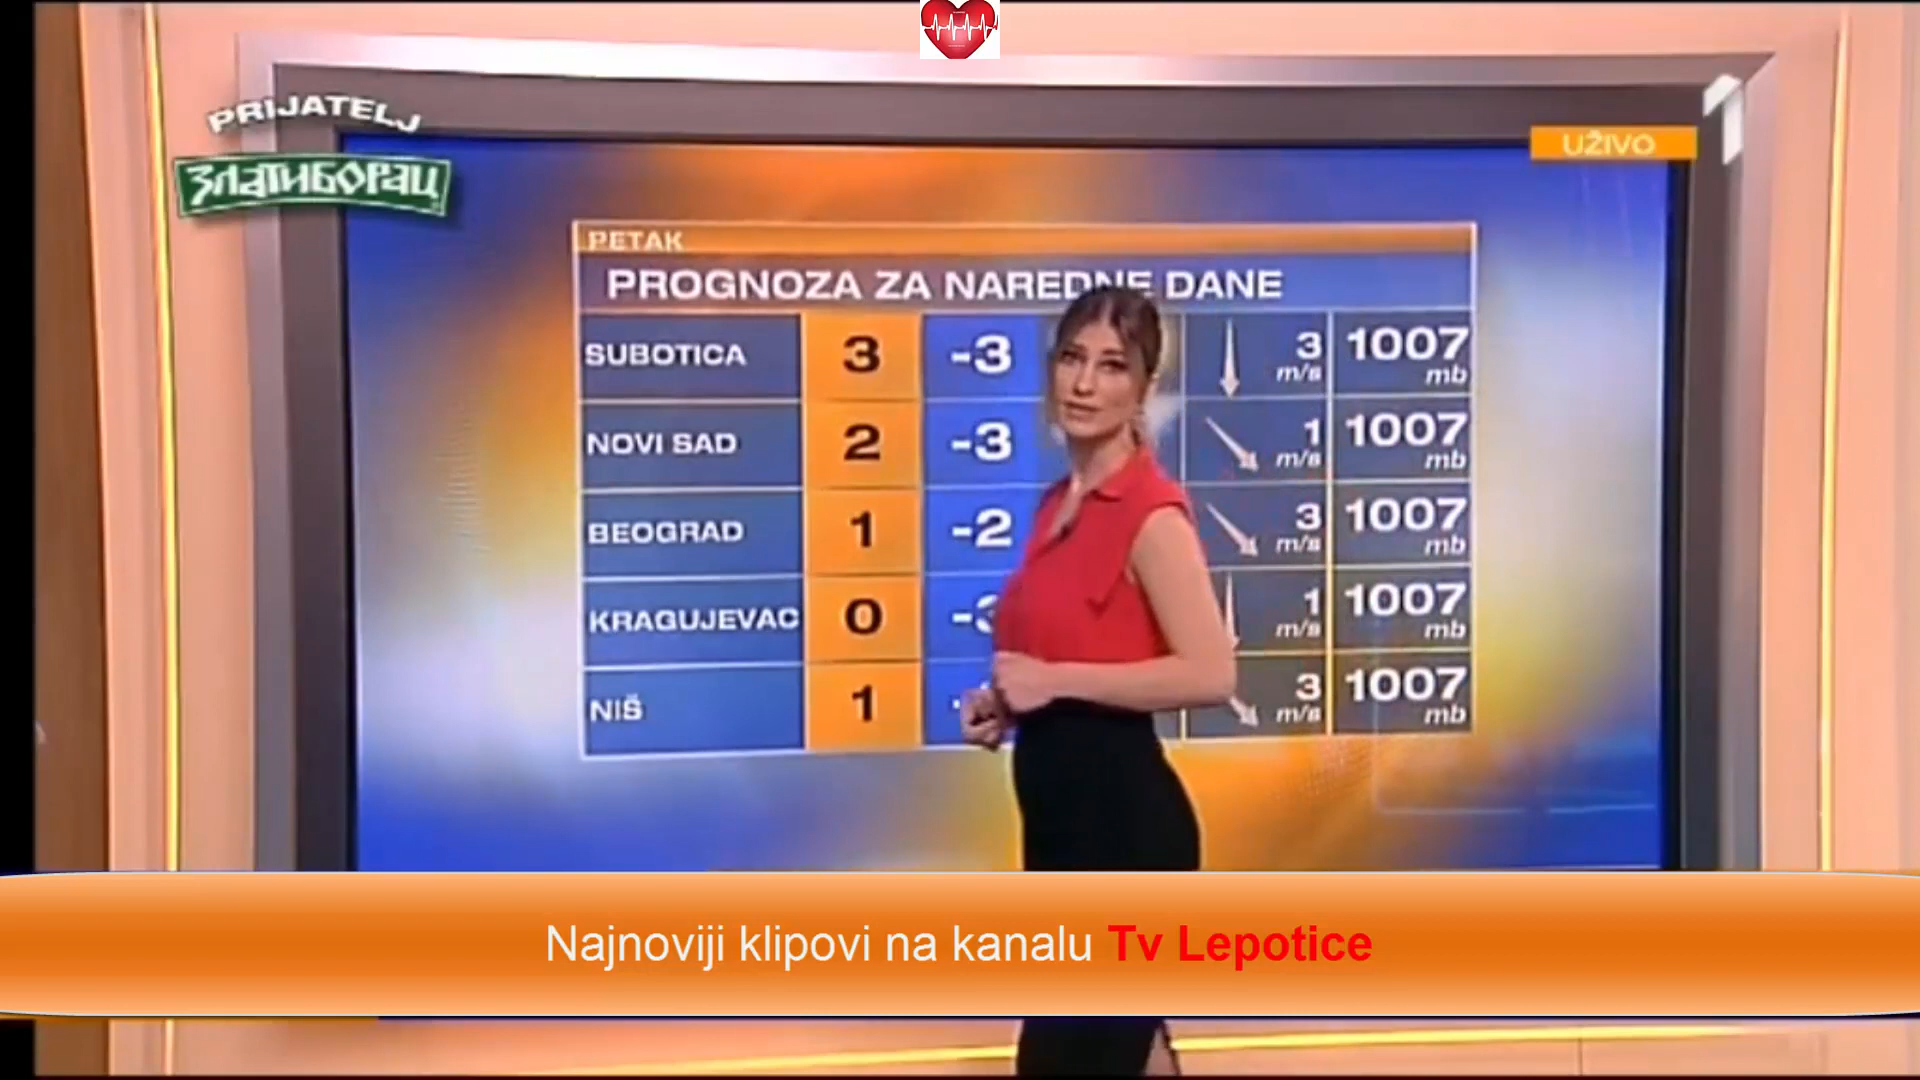 PRIJATELJ
ЗЛАТИБОРАЦ
UŽIVO
1
PETAK
PROGNOZA ZA NAREDNE DANE
SUBOTICA 3 -3 3 m/s 1007 mb
NOVI SAD 2 -3 1 m/s 1007 mb
BEOGRAD 1 -2 3 m/s 1007 mb
KRAGUJEVAC 0 1 m/s 1007 mb
NIŠ 1 3 m/s 1007 mb
Najnoviji klipovi na kanalu Tv Lepotice